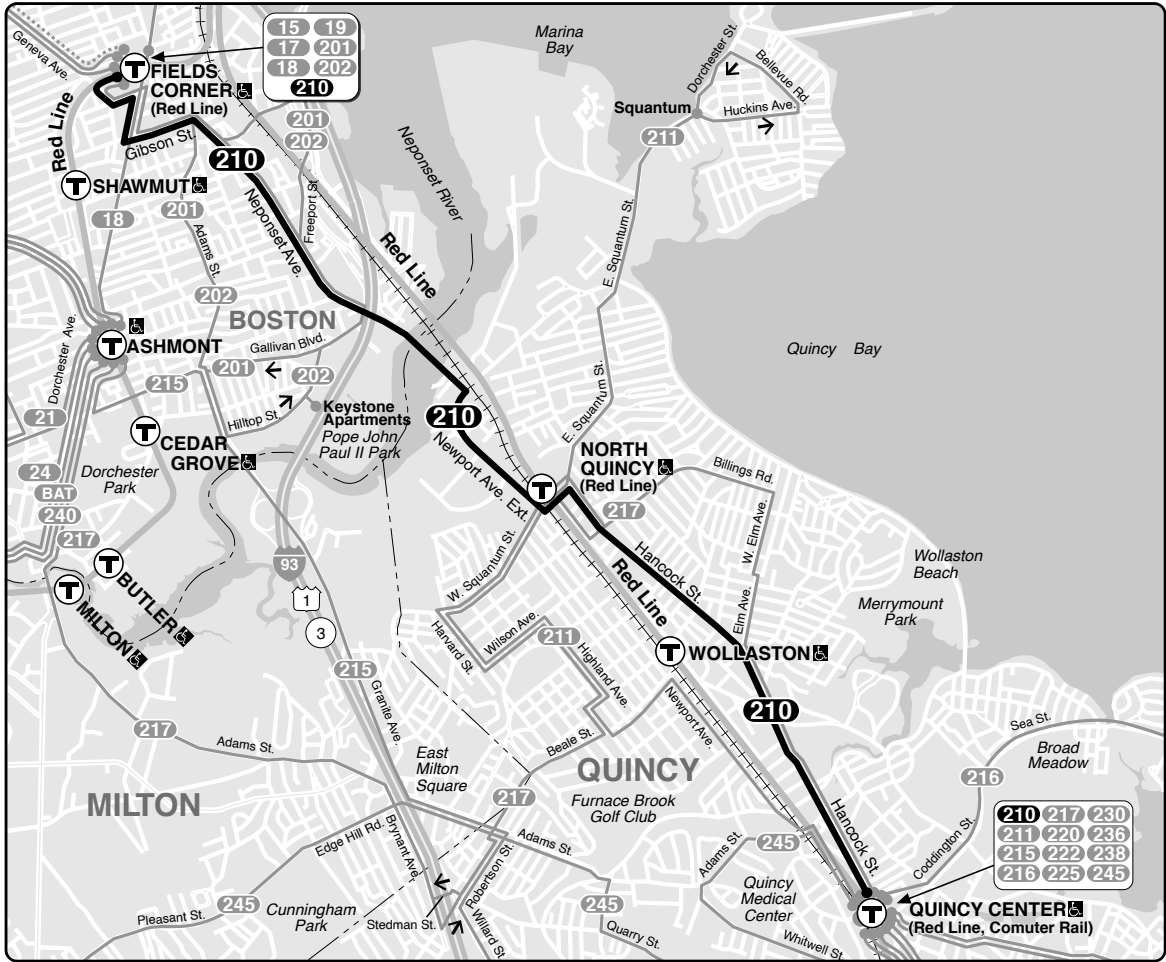 Geneva Ave.
T
FIELDS
CORNER
(Red Line)
15 19
17 201
18 202
210
201
202
Red Line
Gibson St.
210
T
SHAWMUT
18
201
Adams St.
202
Neponset Ave.
Freeport St.
Neponset River
Red Line
Marina
Bay
Dorchester St.
Bellevue Rd.
Squantum
Huckins Ave.
211
E. Squantum St.
Quincy Bay
BOSTON
Gallivan Blvd.
T
ASHMONT
Dorchester Ave.
215
201
202
Hilltop St.
Keystone
Apartments
Pope John
Paul II Park
21
T
CEDAR
GROVE
24
BAT
240
217
Dorchester
Park
210
Newport Ave. Ext.
E. Squantum St.
NORTH
QUINCY
(Red Line)
T
Billings Rd.
217
W. Elm Ave.
Elm Ave.
Hancock St.
Red Line
Wollaston
Beach
Merrymount
Park
T
BUTLER
T
MILTON
93
1
3
W. Squantum St.
Harvard St.
Wilson Ave.
211
Highland Ave.
T
WOLLASTON
215
Granite Ave.
217
Adams St.
Newport Ave.
210
Beale St.
East
Milton
Square
QUINCY
Furnace Brook
Golf Club
217
MILTON
Sea St.
Broad
Meadow
216
Hancock St.
Coddington St.
210 217 230
211 220 236
215 222 238
216 225 245
Edge Hill Rd.
Brynant Ave.
Adams St.
Robertson St.
Adams St.
245
Quincy
Medical
Center
245
Pleasant St.
Cunningham
Park
Stedman St.
Willard St.
245
Quarry St.
Whitwell St.
T
QUINCY CENTER
(Red Line, Comuter Rail)